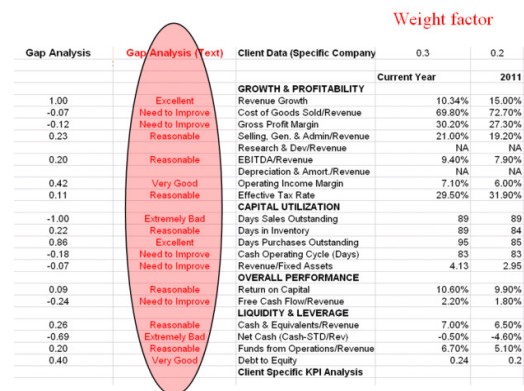 Weight factor
Gap Analysis Gap Analysis (Text) Client Data (Specific Company 0.3 0.2
Current Year 2011
GROWTH & PROFITABILITY
1.00 Excellent Revenue Growth 10.34% 15.00%
-0.07 Need to Improve Cost of Goods Sold/Revenue 69.80% 72.70%
-0.12 Need to Improve Gross Profit Margin 30.20% 27.30%
0.23 Reasonable Selling, Gen. & Admin/Revenue 21.00% 19.20%
Research & Dev/Revenue NA NA
0.20 Reasonable EBITDA/Revenue 9.40% 7.90%
Depreciation & Amort./Revenue NA NA
0.42 Very Good Operating Income Margin 7.10% 6.00%
0.11 Reasonable Effective Tax Rate 29.50% 31.90%
CAPITAL UTILIZATION
-1.00 Extremely Bad Days Sales Outstanding 89 89
0.22 Reasonable Days in Inventory 89 84
0.86 Excellent Days Purchases Outstanding 95 85
-0.18 Need to Improve Cash Operating Cycle (Days) 83 83
-0.07 Need to Improve Revenue/Fixed Assets 4.13 2.95
OVERALL PERFORMANCE
0.09 Reasonable Return on Capital 10.60% 9.90%
-0.24 Need to Improve Free Cash Flow/Revenue 2.20% 1.80%
LIQUIDITY & LEVERAGE
0.26 Reasonable Cash & Equivalents/Revenue 7.00% 6.50%
-0.69 Extremely Bad Net Cash (Cash-STD/Rev) -0.50% -4.60%
0.20 Reasonable Funds from Operations/Revenue 6.70% 5.10%
0.40 Very Good Debt to Equity 0.24 0.2
Client Specific KPI Analysis